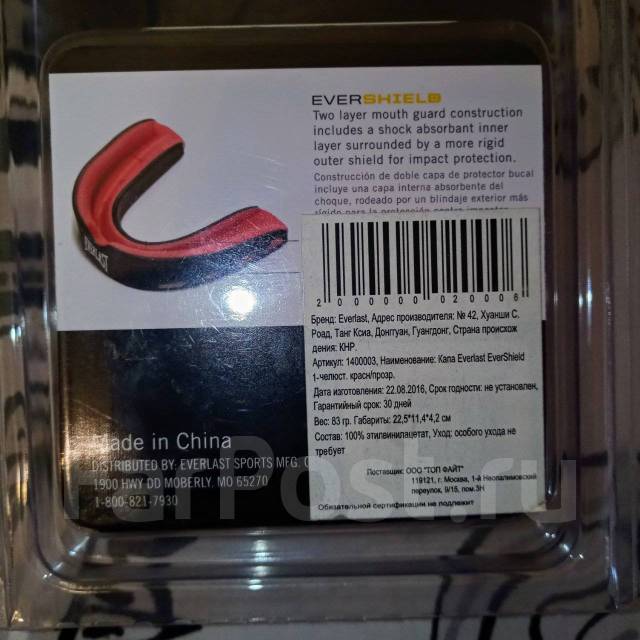 EVERSHIELD
Two layer mouth guard construction
includes a shock absorbant inner
layer surrounded by a more rigid
outer shield for impact protection.
Construcción de doble capa de protector bucal
incluye una capa interna absorbente del
choque, rodeado por un blindaje exterior más
rígido para la protección contra impactos
EVERLAST
2 000000 020006
Бренд: Everlast, Адрес производителя: № 42, Хуанши С.
Роад, Танг Ксиа, Донггуан, Гуангдонг, Страна происхож
дения: КНР.
Артикул: 1400003, Наименование: Капа Everlast EverShield
1-челюст. красн/прозр.
Дата изготовления: 22.08.2016, Срок годности: не установлен,
Гарантийный срок: 30 дней
Вес: 83 гр. Габариты: 22,5*11,4*4,2 см
Состав: 100% этилвинилацетат, Уход: особого ухода не
требует
Поставщик: ООО "ТОП ФАЙТ"
119121, г. Москва, 1-й Неопалимовский
переулок, 9/15, пом.3Н
Обязательной сертификации не подлежит
Made in China
DISTRIBUTED BY: EVERLAST SPORTS MFG.
1900 HWY DD MOBERLY, MO 65270
1-800-821-7930
FarPost.ru